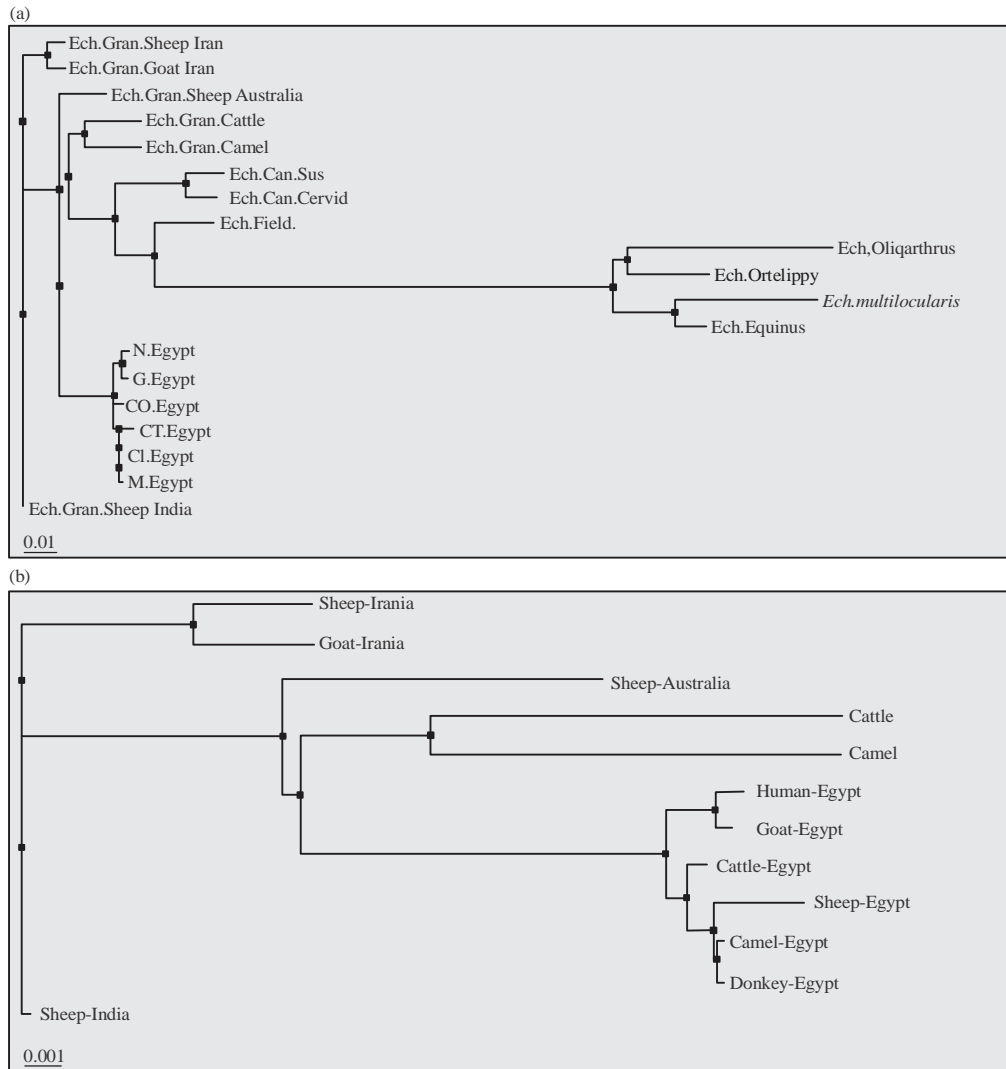 (a)
Ech.Gran.Sheep Iran
Ech.Gran.Goat Iran
Ech.Gran.Sheep Australia
Ech.Gran.Cattle
Ech.Gran.Camel
Ech.Can.Sus
Ech.Can.Cervid
Ech.Field.
Ech,Oliqarthrus
Ech.Ortelippy
Ech.multilocularis
Ech.Equinus
N.Egypt
G.Egypt
CO.Egypt
CT.Egypt
Cl.Egypt
M.Egypt
Ech.Gran.Sheep India
0.01
(b)
Sheep-Irania
Goat-Irania
Sheep-Australia
Cattle
Camel
Human-Egypt
Goat-Egypt
Cattle-Egypt
Sheep-Egypt
Camel-Egypt
Donkey-Egypt
Sheep-India
0.001